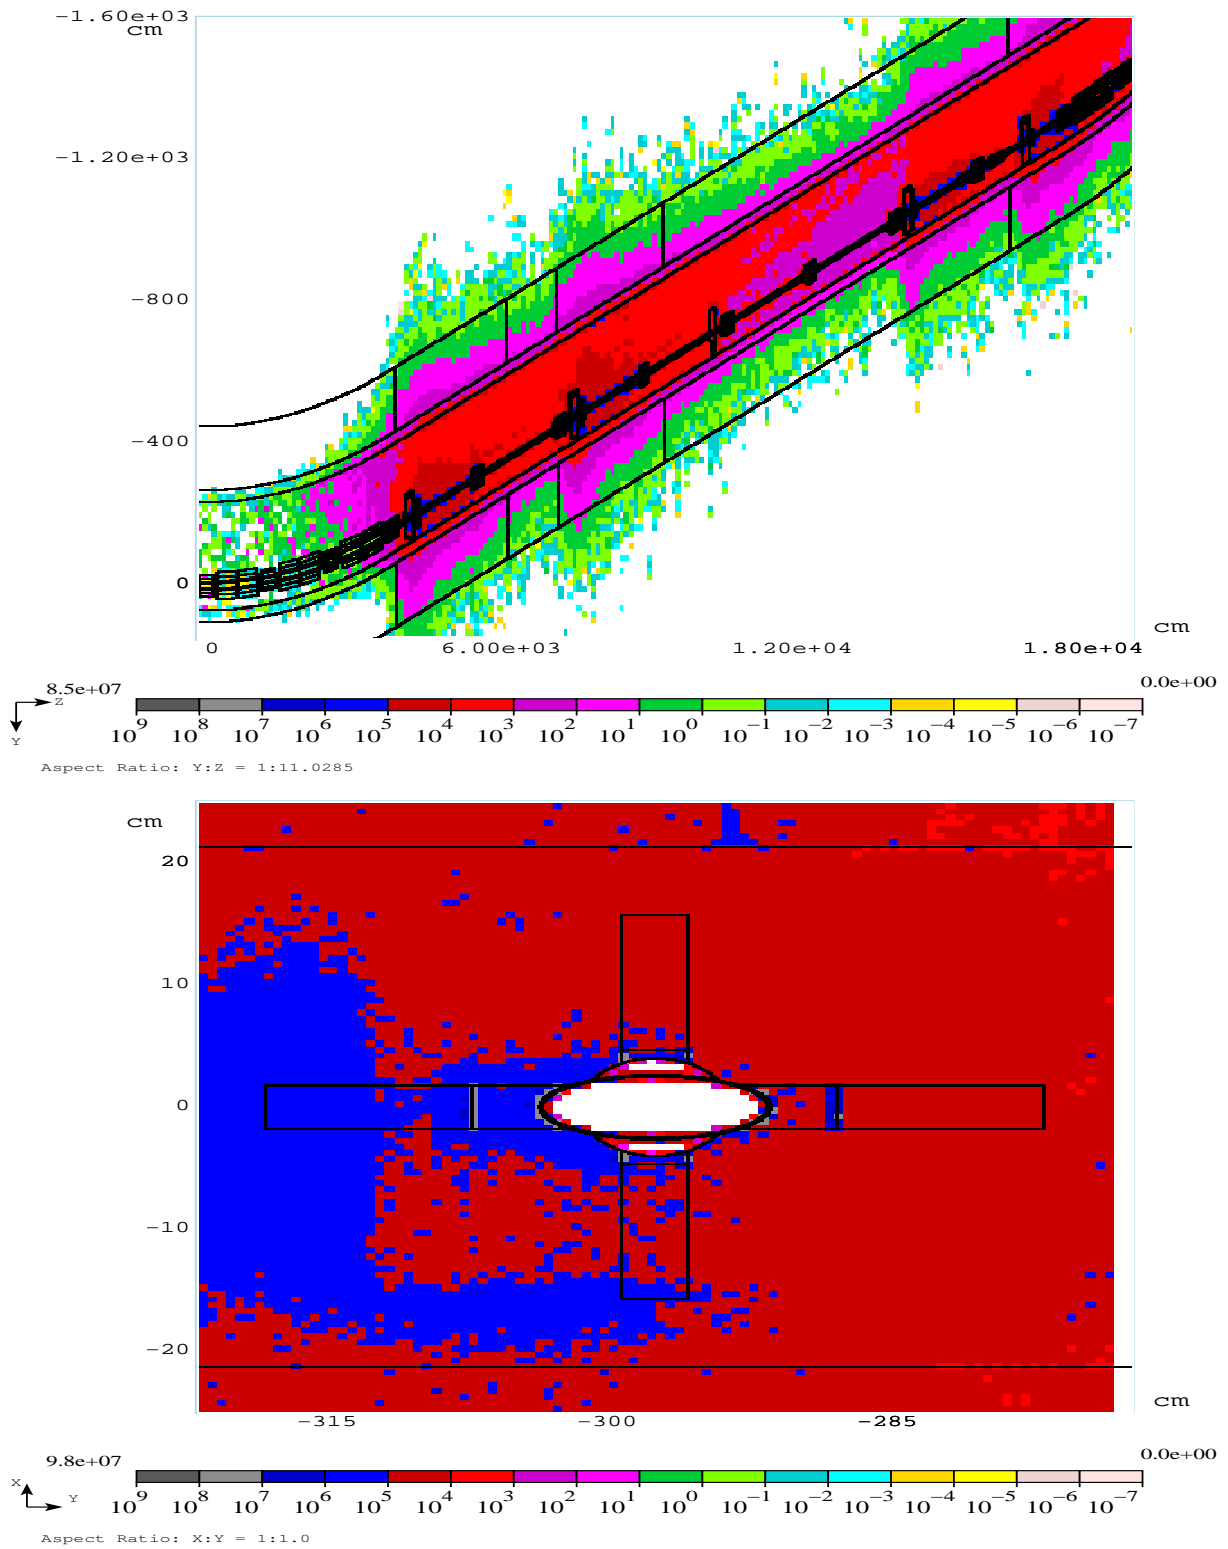 −1.60e+03
cm
−1.20e+03
−800
−400
0
cm
0 6.00e+03 1.20e+04 1.80e+04
8.5e+07 0.0e+00
Z
Y
10^9 10^8 10^7 10^6 10^5 10^4 10^3 10^2 10^1 10^0 10^−1 10^−2 10^−3 10^−4 10^−5 10^−6 10^−7
Aspect Ratio: Y:Z = 1:11.0285
cm
20
10
0
−10
−20
cm
−315 −300 −285
9.8e+07 0.0e+00
X
Y
10^9 10^8 10^7 10^6 10^5 10^4 10^3 10^2 10^1 10^0 10^−1 10^−2 10^−3 10^−4 10^−5 10^−6 10^−7
Aspect Ratio: X:Y = 1:1.0